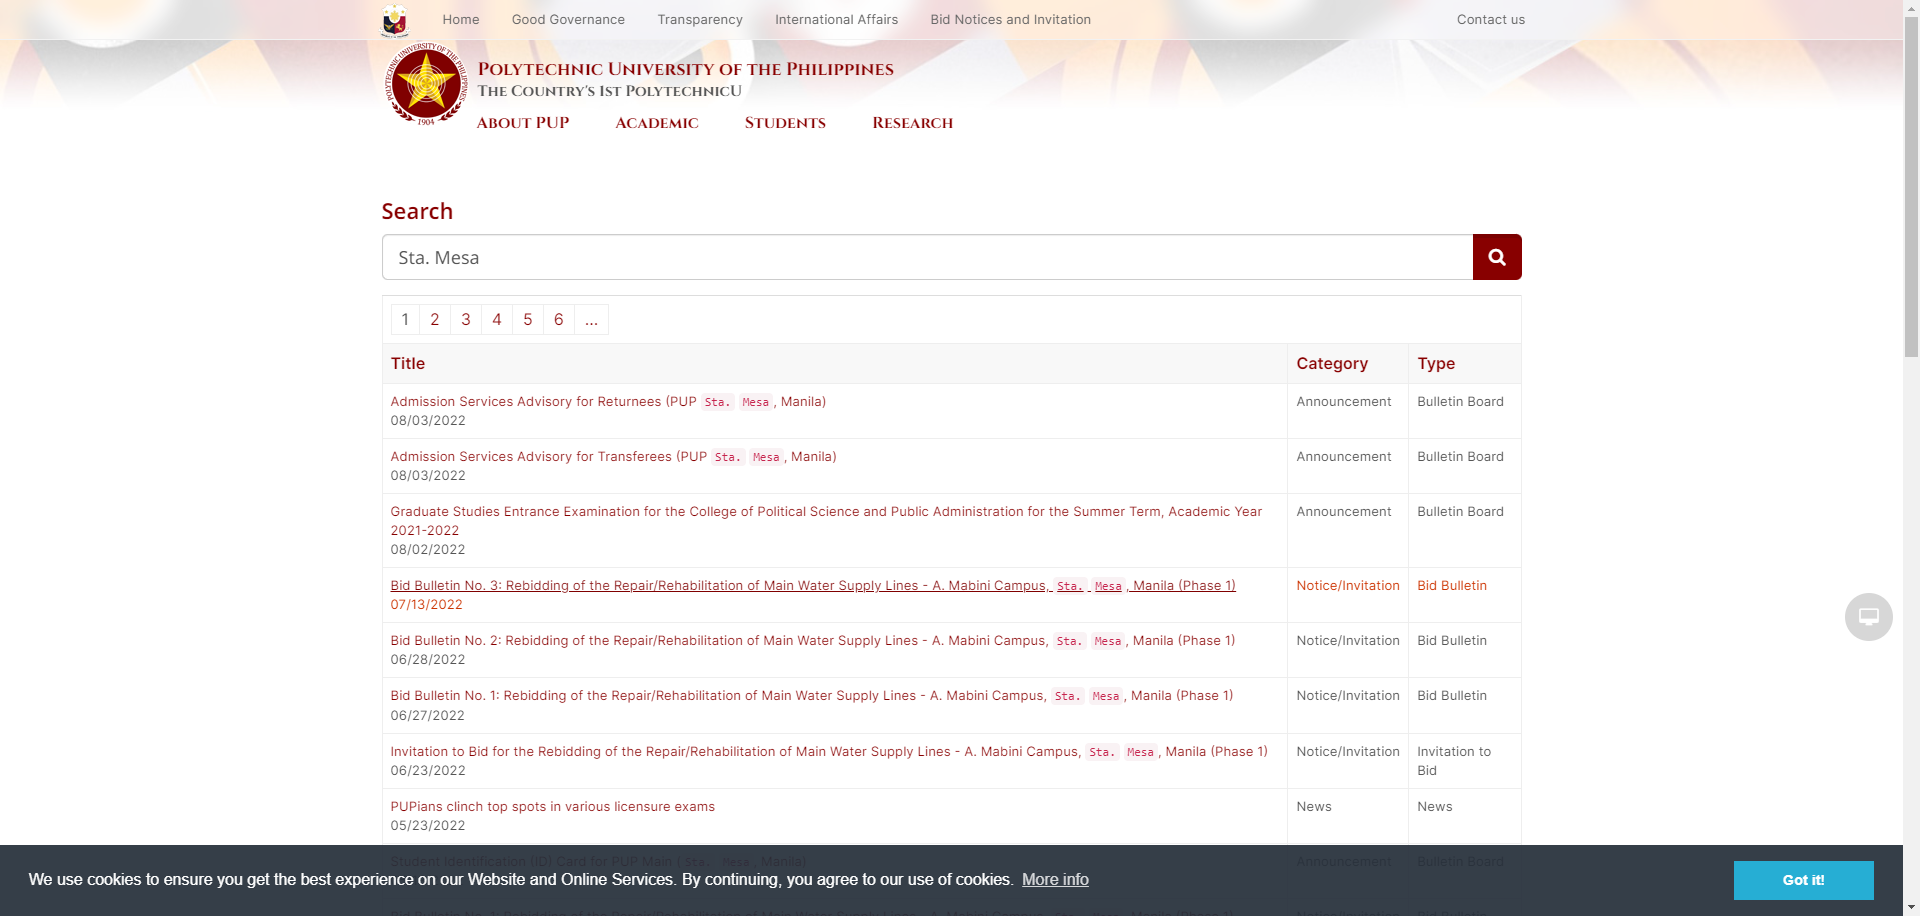 Home
Good Governance
Transparency
International Affairs
Bid Notices and Invitation
Contact us
POLYTECHNIC UNIVERSITY OF THE PHILIPPINES
1904
Polytechnic University of the Philippines
The Country's 1st PolytechnicU
About PUP
Academic
Students
Research
Search
Sta. Mesa
1 2 3 4 5 6 ...
Title Category Type
Admission Services Advisory for Returnees (PUP Sta. Mesa, Manila) Announcement Bulletin Board
08/03/2022
Admission Services Advisory for Transferees (PUP Sta. Mesa, Manila) Announcement Bulletin Board
08/03/2022
Graduate Studies Entrance Examination for the College of Political Science and Public Administration for the Summer Term, Academic Year Announcement Bulletin Board
2021-2022
08/02/2022
Bid Bulletin No. 3: Rebidding of the Repair/Rehabilitation of Main Water Supply Lines - A. Mabini Campus, Sta. Mesa, Manila (Phase 1) Notice/Invitation Bid Bulletin
07/13/2022
Bid Bulletin No. 2: Rebidding of the Repair/Rehabilitation of Main Water Supply Lines - A. Mabini Campus, Sta. Mesa, Manila (Phase 1) Notice/Invitation Bid Bulletin
06/28/2022
Bid Bulletin No. 1: Rebidding of the Repair/Rehabilitation of Main Water Supply Lines - A. Mabini Campus, Sta. Mesa, Manila (Phase 1) Notice/Invitation Bid Bulletin
06/27/2022
Invitation to Bid for the Rebidding of the Repair/Rehabilitation of Main Water Supply Lines - A. Mabini Campus, Sta. Mesa, Manila (Phase 1) Notice/Invitation Invitation to
06/23/2022 Bid
PUPians clinch top spots in various licensure exams News News
05/23/2022
Student Identification (ID) Card for PUP Main (Sta. Mesa, Manila) Announcement Bulletin Board
We use cookies to ensure you get the best experience on our Website and Online Services. By continuing, you agree to our use of cookies. More info
Got it!